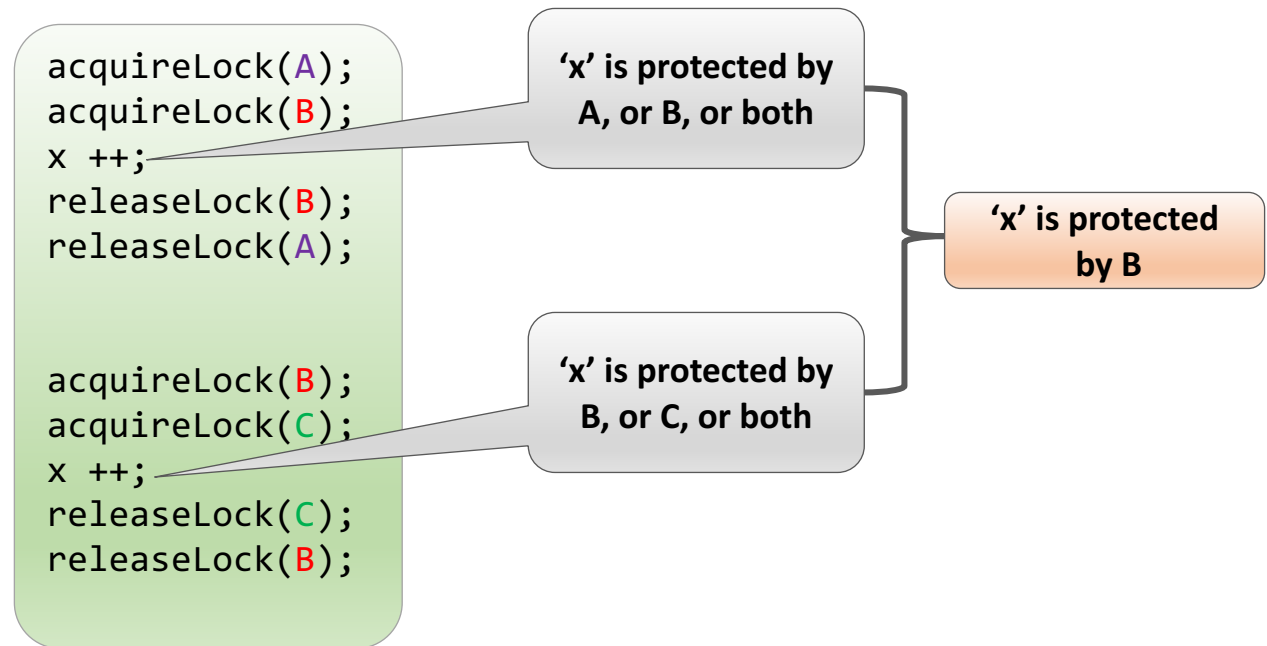 acquireLock(A);
acquireLock(B);
x ++;
releaseLock(B);
releaseLock(A);
acquireLock(B);
acquireLock(C);
x ++;
releaseLock(C);
releaseLock(B);
‘x’ is protected by
A, or B, or both
‘x’ is protected by
B, or C, or both
‘x’ is protected
by B